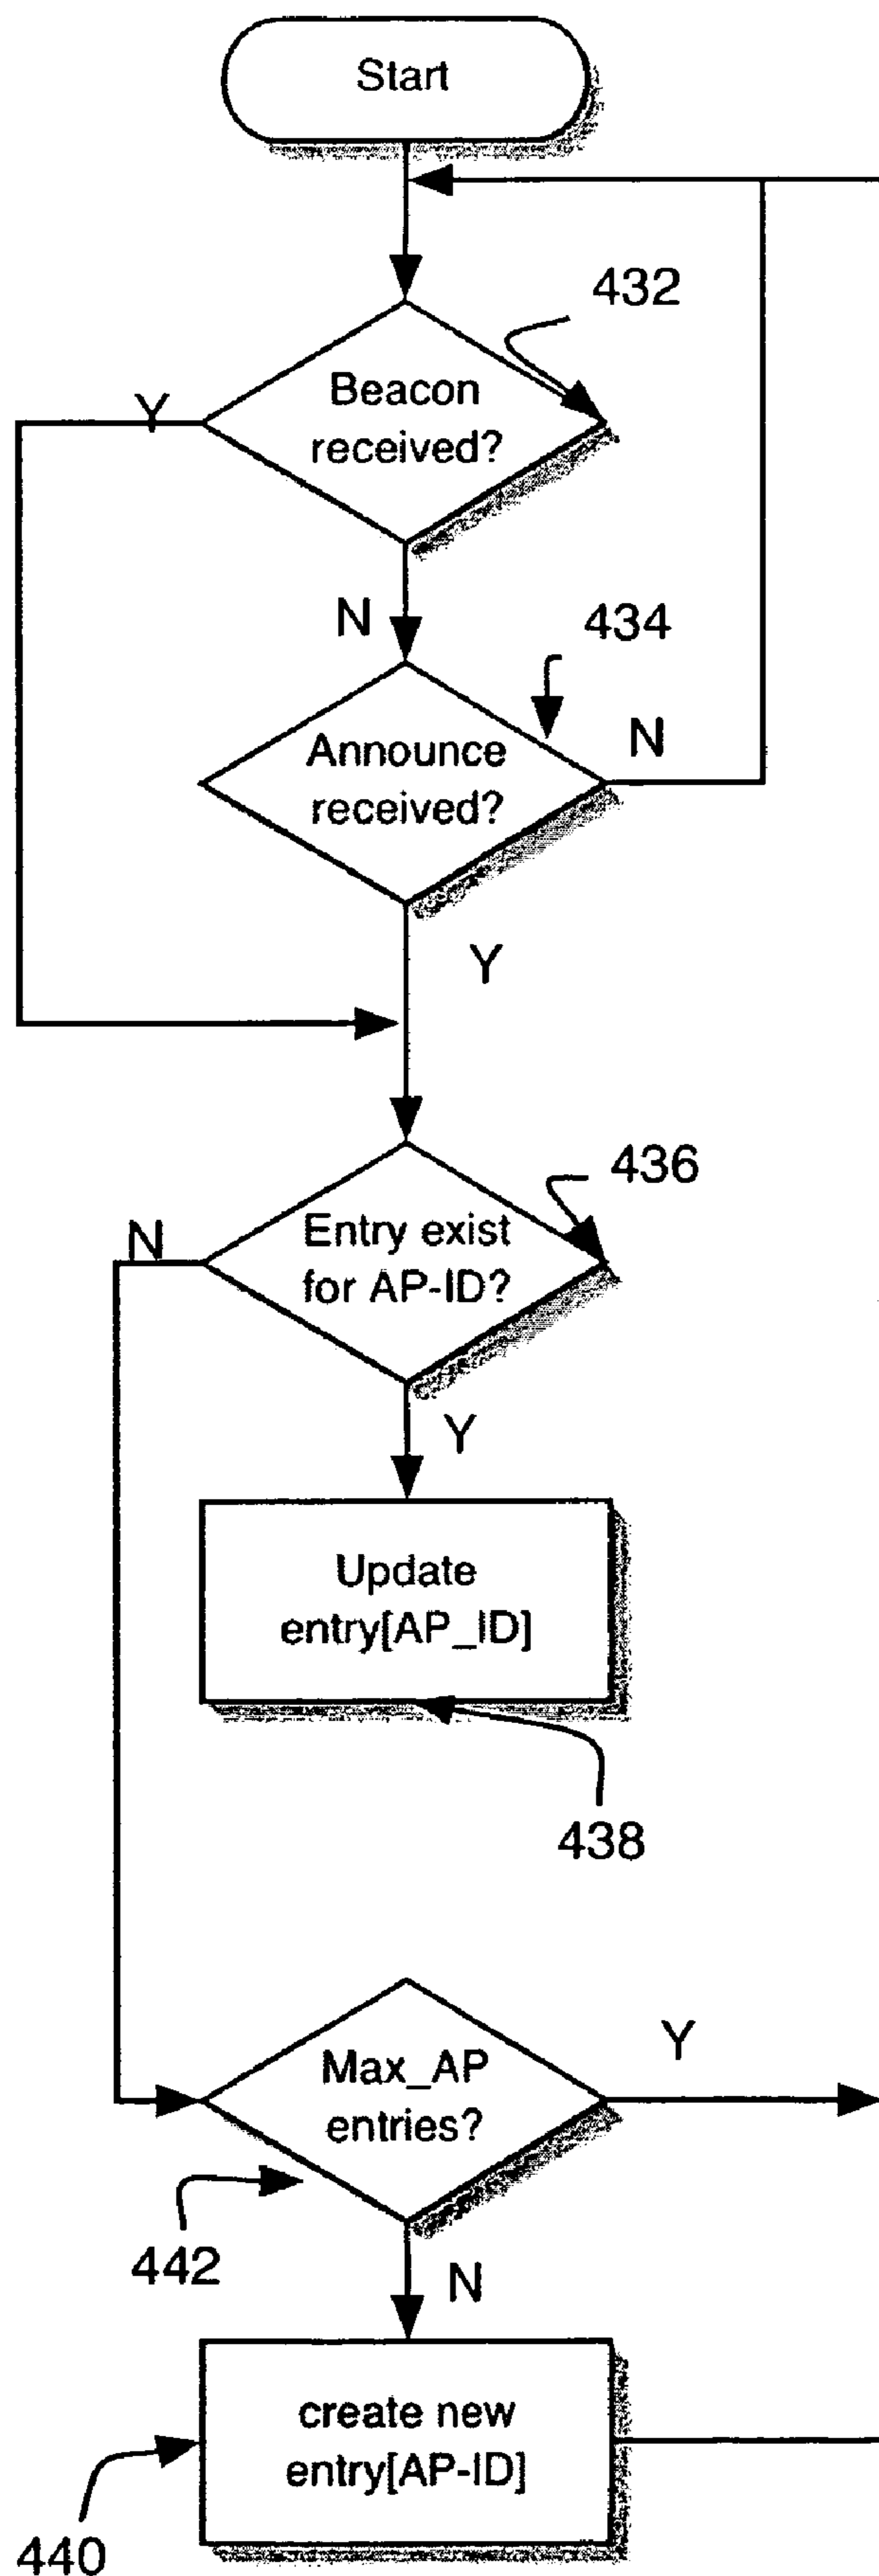 Start
432
Beacon
received?
Y
N
434
Announce
received?
N
Y
436
Entry exist
for AP-ID?
N
Y
Update
entry[AP_ID]
438
Max_AP
entries?
Y
442
N
create new
entry[AP-ID]
440